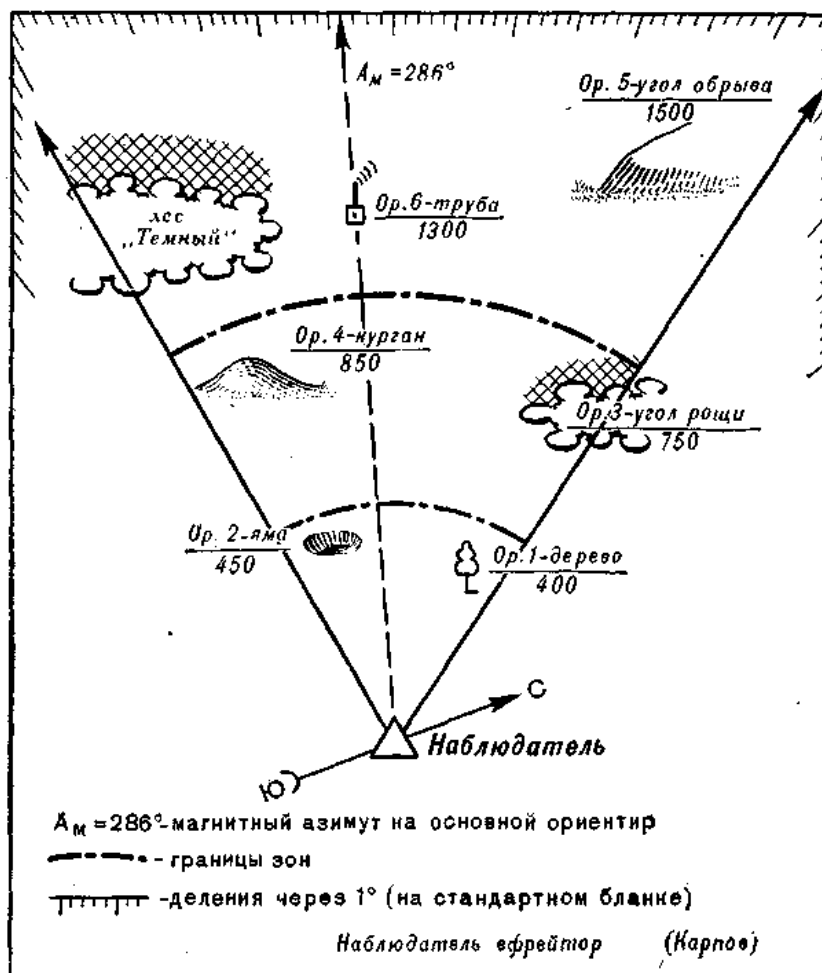 Ам = 286°
Ор. 5-угол обрыва
1500
лес
„Темный"
Ор. 6-труба
1300
Ор. 4-курган
850
Ор. 3-угол рощи
750
Ор. 2-яма
450
Ор. 1-дерево
400
С
Наблюдатель
Ю
Ам = 286°-магнитный азимут на основной ориентир
- границы зон
-деления через 1° (на стандартном бланке)
Наблюдатель ефрейтор (Карпов)